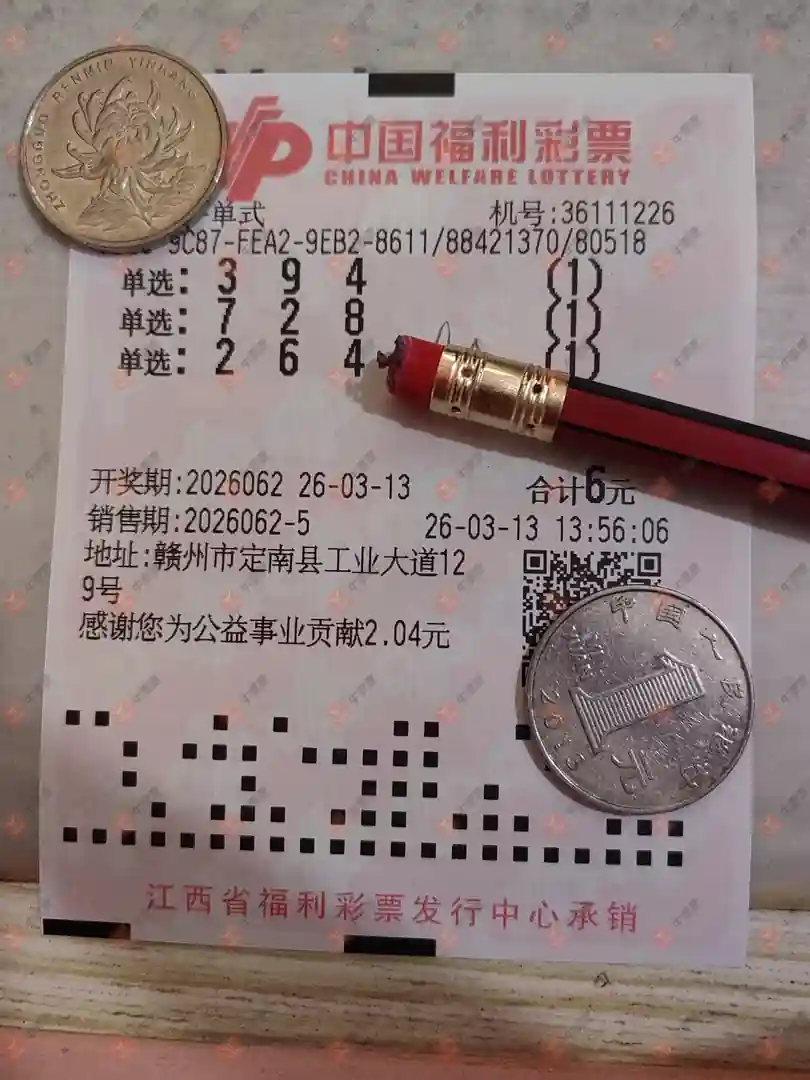 ZHONGGUO RENMIN YINHANG
中国福利彩票
CHINA WELFARE LOTTERY
单式 机号:36111226
9C87-FEA2-9EB2-8611/88421370/80518
单选: 3 9 4 (1)
单选: 7 2 8 (1)
单选: 2 6 4 (1)
开奖期:2026062 26-03-13 合计6元
销售期:2026062-5 26-03-13 13:56:06
地址:赣州市定南县工业大道12
9号
感谢您为公益事业贡献2.04元
中国人民银行
1
元
2015
江西省福利彩票发行中心承销